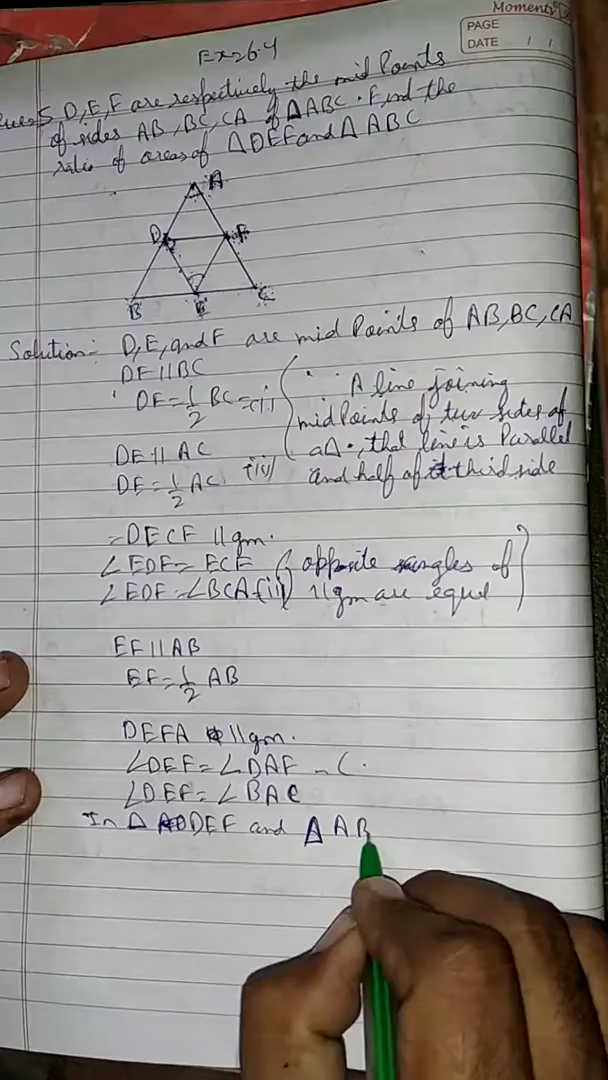 Moments
PAGE
DATE / /
Ex=6.4
Ques 5 D, E, F are respectively the mid Points
of sides AB, BC, CA of ΔABC. Find the
ratio of areas of ΔDEF and ΔABC
A
D F
B E C
Solution:- D, E, and F are mid Points of AB, BC, CA
DF || BC
DF = 1/2 BC = (i) ( ∵ A line joining
midPoints of two sides of
DE || AC a Δ, that line is Parallel
DE = 1/2 AC and half of third side
= DECF ||gm.
∠EDF = ECF ( opposite angles of
∠EDF = ∠BCA ||gm are equal )
EF || AB
EF = 1/2 AB
DEFA ||gm.
∠DEF = ∠DAF - (
∠DEF = ∠BAC
In Δ DEF and Δ AB